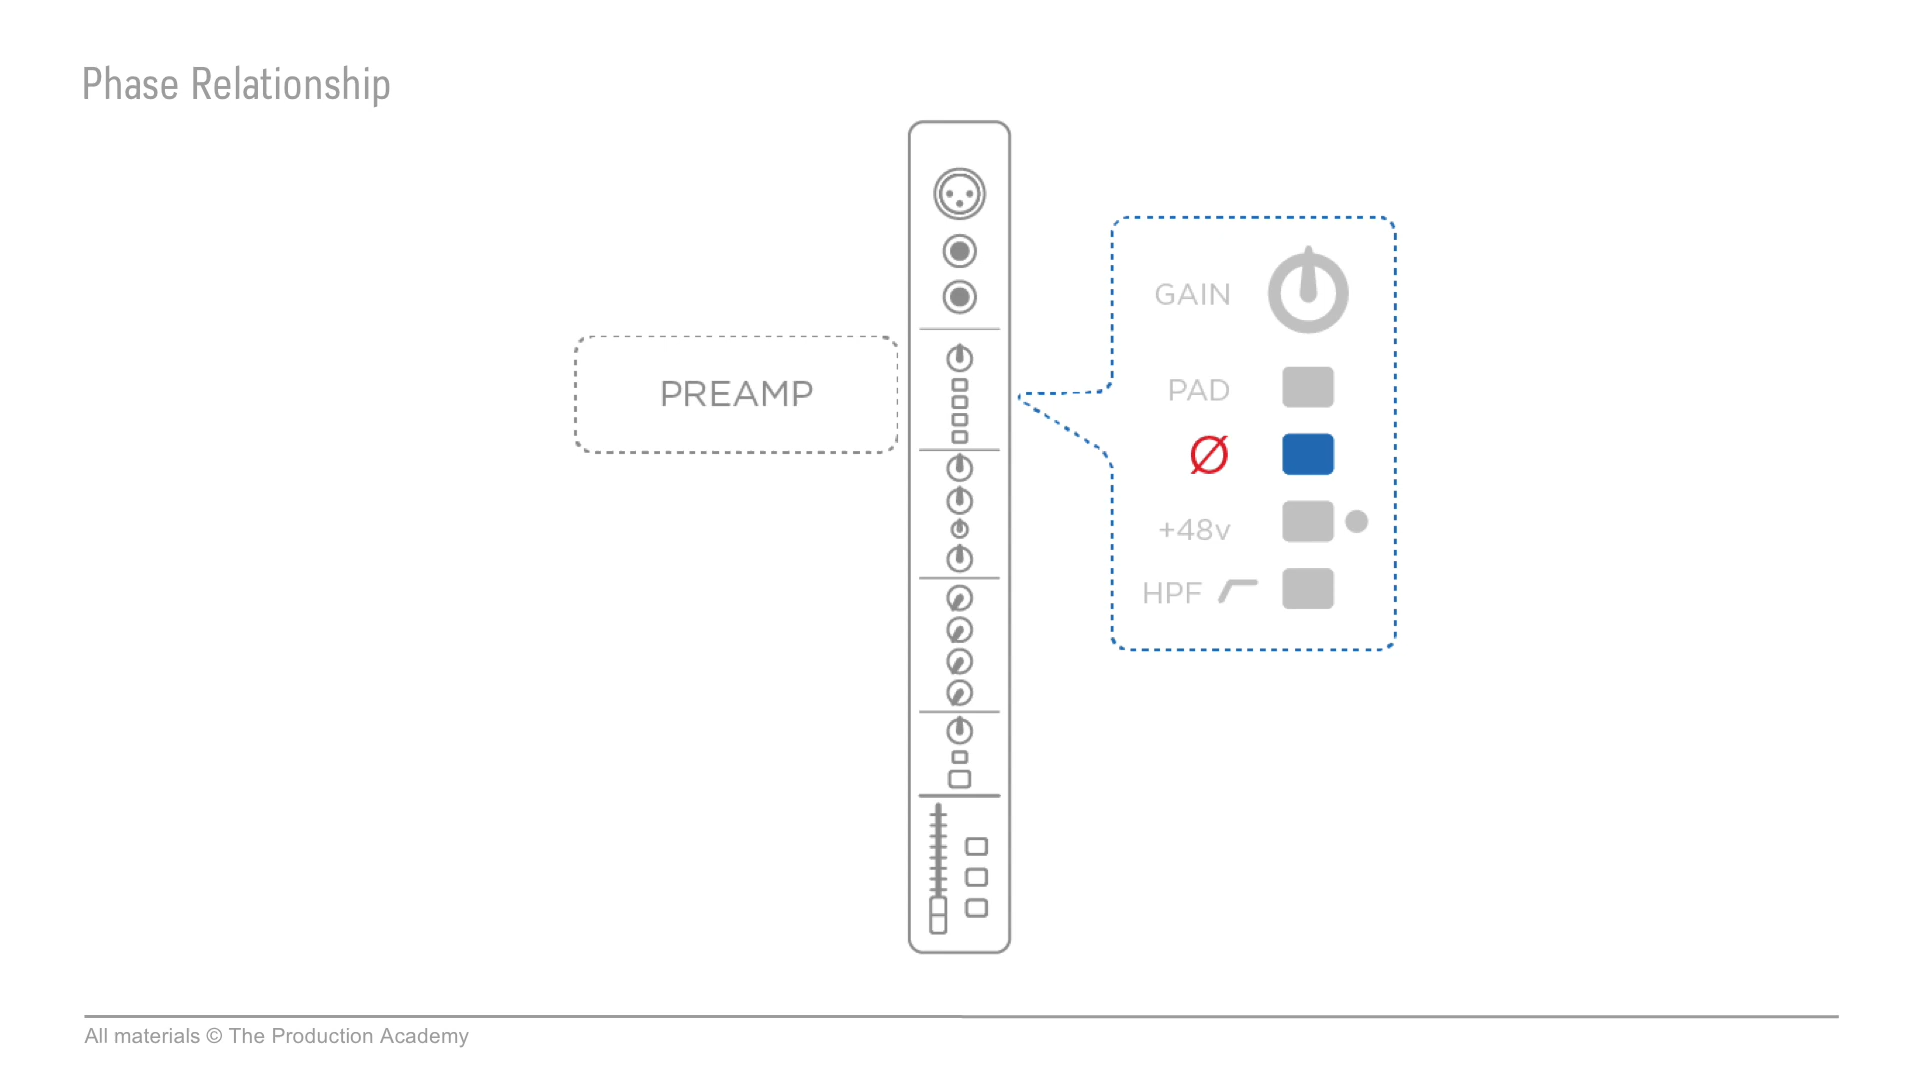 Phase Relationship
PREAMP
GAIN
PAD
Ø
+48v
HPF
All materials © The Production Academy